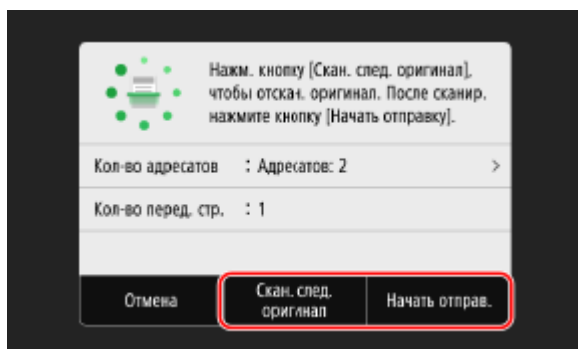 Нажм. кнопку [Скан. след. оригинал],
чтобы отскан. оригинал. После сканир.
нажмите кнопку [Начать отправку].
Кол-во адресатов : Адресатов: 2 >
Кол-во перед. стр. : 1
Отмена
Скан. след.
оригинал
Начать отправ.